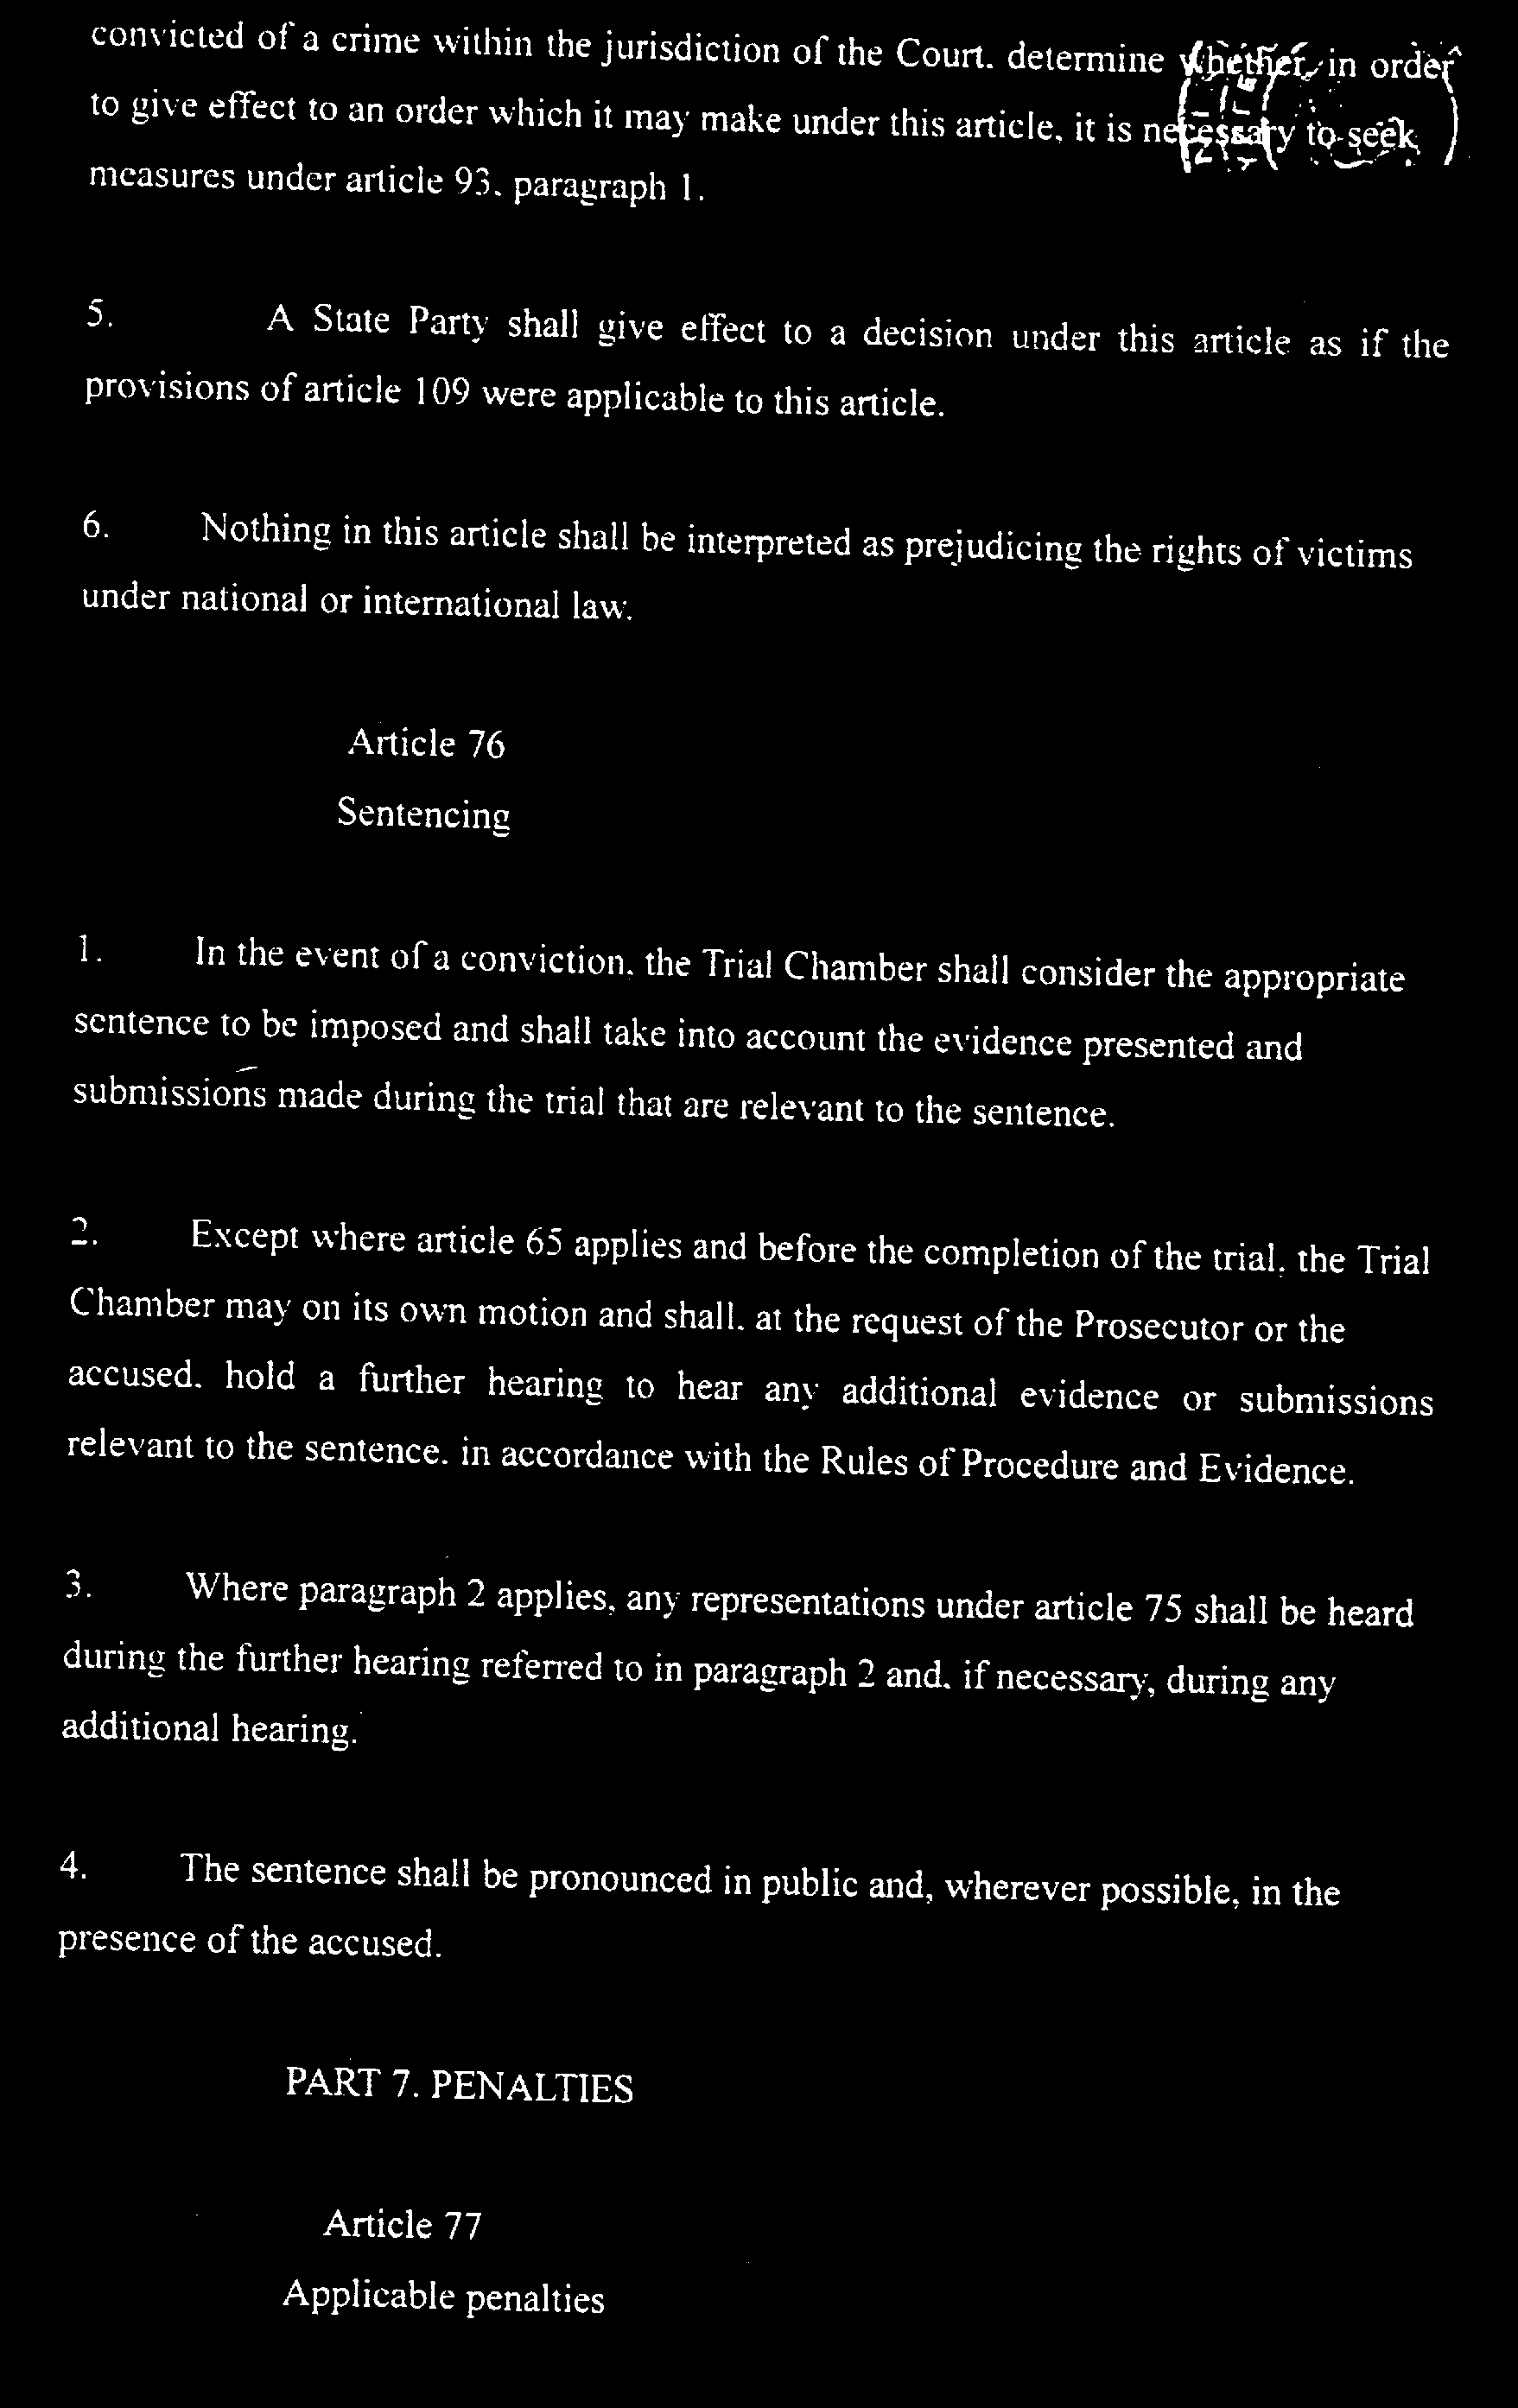 convicted of a crime within the jurisdiction of the Court. determine whether, in order
to give effect to an order which it may make under this article, it is necessary to seek
measures under article 93. paragraph 1.
5. A State Party shall give effect to a decision under this article as if the
provisions of article 109 were applicable to this article.
6. Nothing in this article shall be interpreted as prejudicing the rights of victims
under national or international law.
Article 76
Sentencing
1. In the event of a conviction. the Trial Chamber shall consider the appropriate
sentence to be imposed and shall take into account the evidence presented and
submissions made during the trial that are relevant to the sentence.
2. Except where article 65 applies and before the completion of the trial, the Trial
Chamber may on its own motion and shall. at the request of the Prosecutor or the
accused. hold a further hearing to hear any additional evidence or submissions
relevant to the sentence. in accordance with the Rules of Procedure and Evidence.
3. Where paragraph 2 applies, any representations under article 75 shall be heard
during the further hearing referred to in paragraph 2 and. if necessary, during any
additional hearing.
4. The sentence shall be pronounced in public and, wherever possible, in the
presence of the accused.
PART 7. PENALTIES
Article 77
Applicable penalties